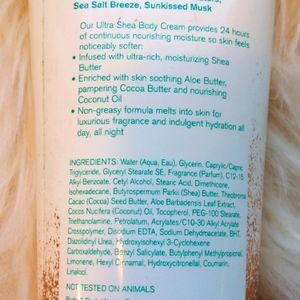 Sea Salt Breeze, Sunkissed Musk
Our Ultra Shea Body Cream provides 24 hours
of continuous nourishing moisture so skin feels
noticeably softer:
• Infused with ultra-rich, moisturizing Shea
Butter
• Enriched with skin soothing Aloe Butter,
pampering Cocoa Butter and nourishing
Coconut Oil
• Non-greasy formula melts into skin for
luxurious fragrance and indulgent hydration all
day, all night
INGREDIENTS: Water (Aqua, Eau), Glycerin, Caprylic/Capric
Triglyceride, Glyceryl Stearate SE, Fragrance (Parfum), C12-15
Alkyl Benzoate, Cetyl Alcohol, Stearic Acid, Dimethicone,
Isohexadecane, Butyrospermum Parkii (Shea) Butter, Theobroma
Cacao (Cocoa) Seed Butter, Aloe Barbadensis Leaf Extract,
Cocos Nucifera (Coconut) Oil, Tocopherol, PEG-100 Stearate,
Triethanolamine, Petrolatum, Acrylates/C10-30 Alkyl Acrylate
Crosspolymer, Disodium EDTA, Sodium Dehydroacetate, BHT,
Diazolidinyl Urea, Hydroxyisohexyl 3-Cyclohexene
Carboxaldehyde, Benzyl Salicylate, Butylphenyl Methylpropional,
Limonene, Hexyl Cinnamal, Hydroxycitronellal, Coumarin,
Linalool.
NOT TESTED ON ANIMALS